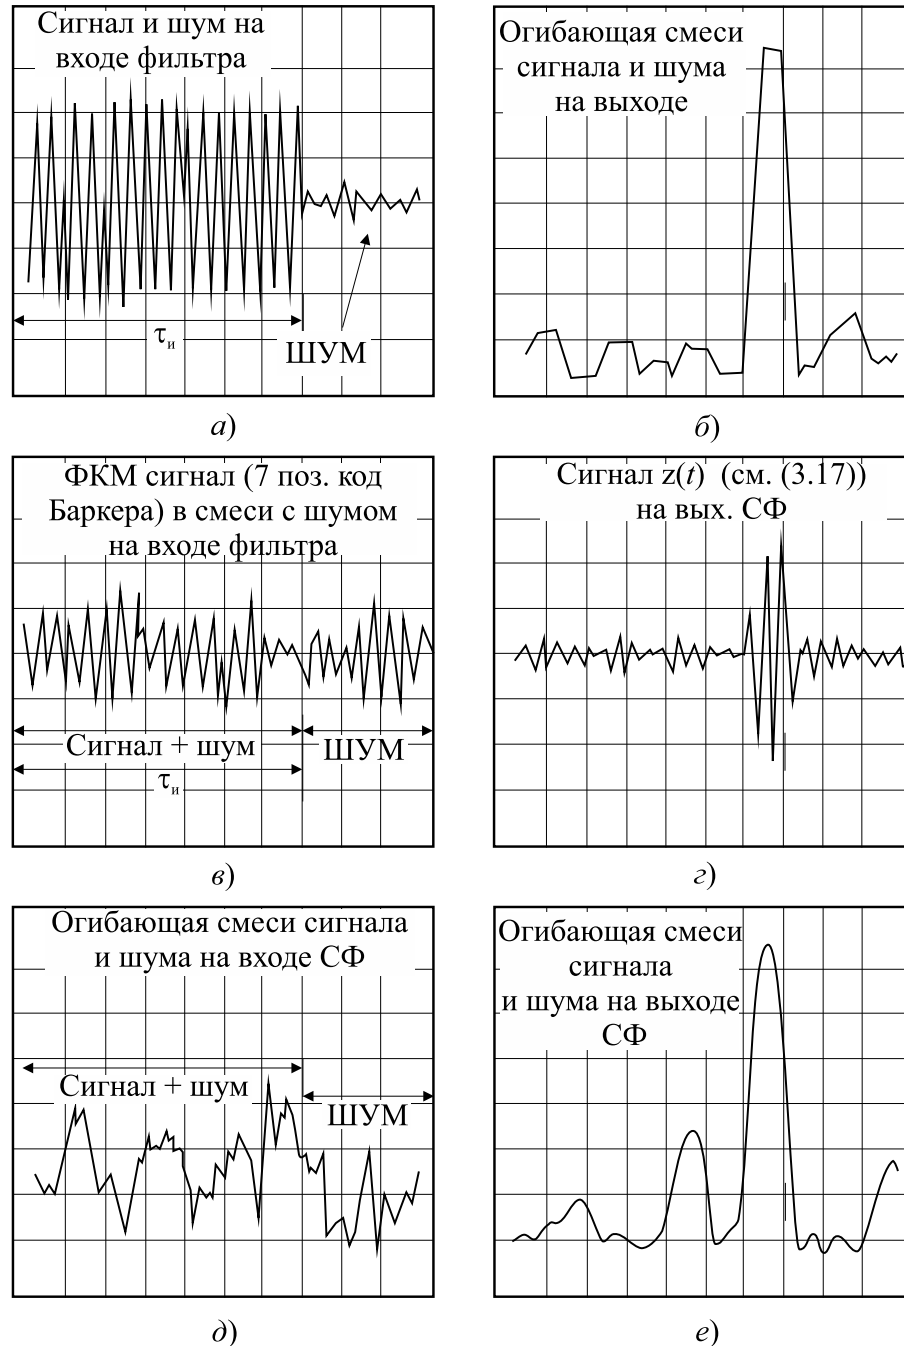 Сигнал и шум на
входе фильтра
τи
ШУМ
а)
Огибающая смеси
сигнала и шума
на выходе
б)
ФКМ сигнал (7 поз. код
Баркера) в смеси с шумом
на входе фильтра
Сигнал + шум
ШУМ
τи
в)
Сигнал z(t) (см. (3.17))
на вых. СФ
г)
Огибающая смеси сигнала
и шума на входе СФ
Сигнал + шум
ШУМ
д)
Огибающая смеси
сигнала
и шума на выходе
СФ
е)